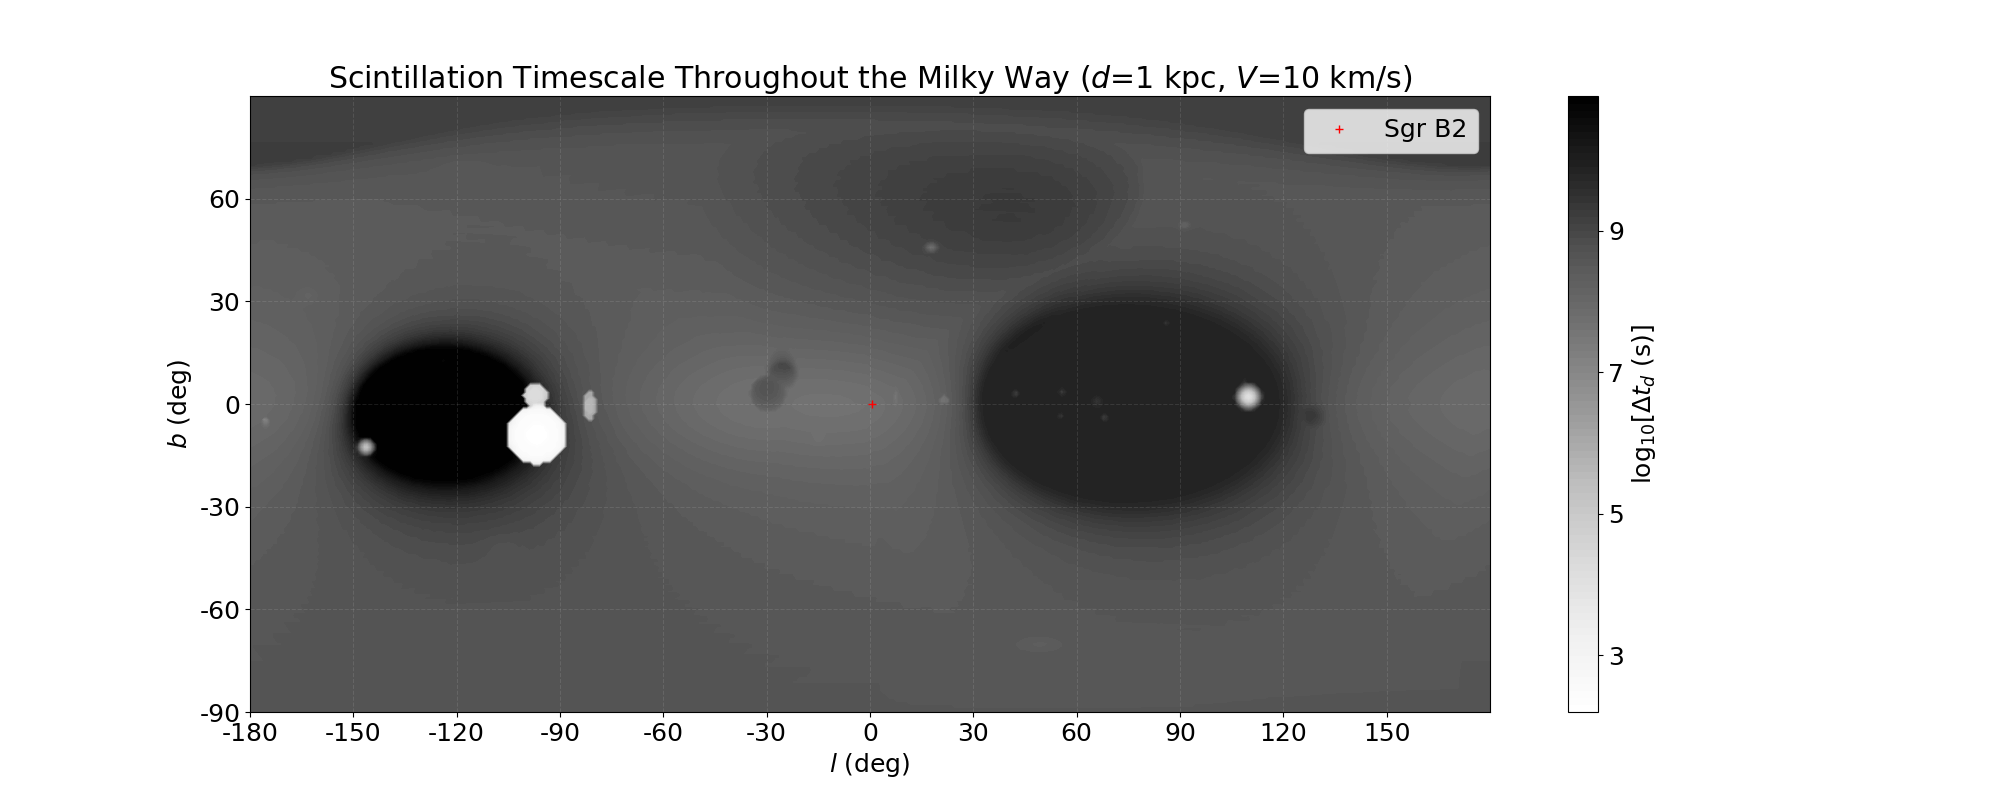 Scintillation Timescale Throughout the Milky Way (d=1 kpc, V=10 km/s)
Sgr B2
60
30
0
-30
-60
-90
b (deg)
-180 -150 -120 -90 -60 -30 0 30 60 90 120 150
l (deg)
9
7
5
3
log₁₀[Δt_d (s)]